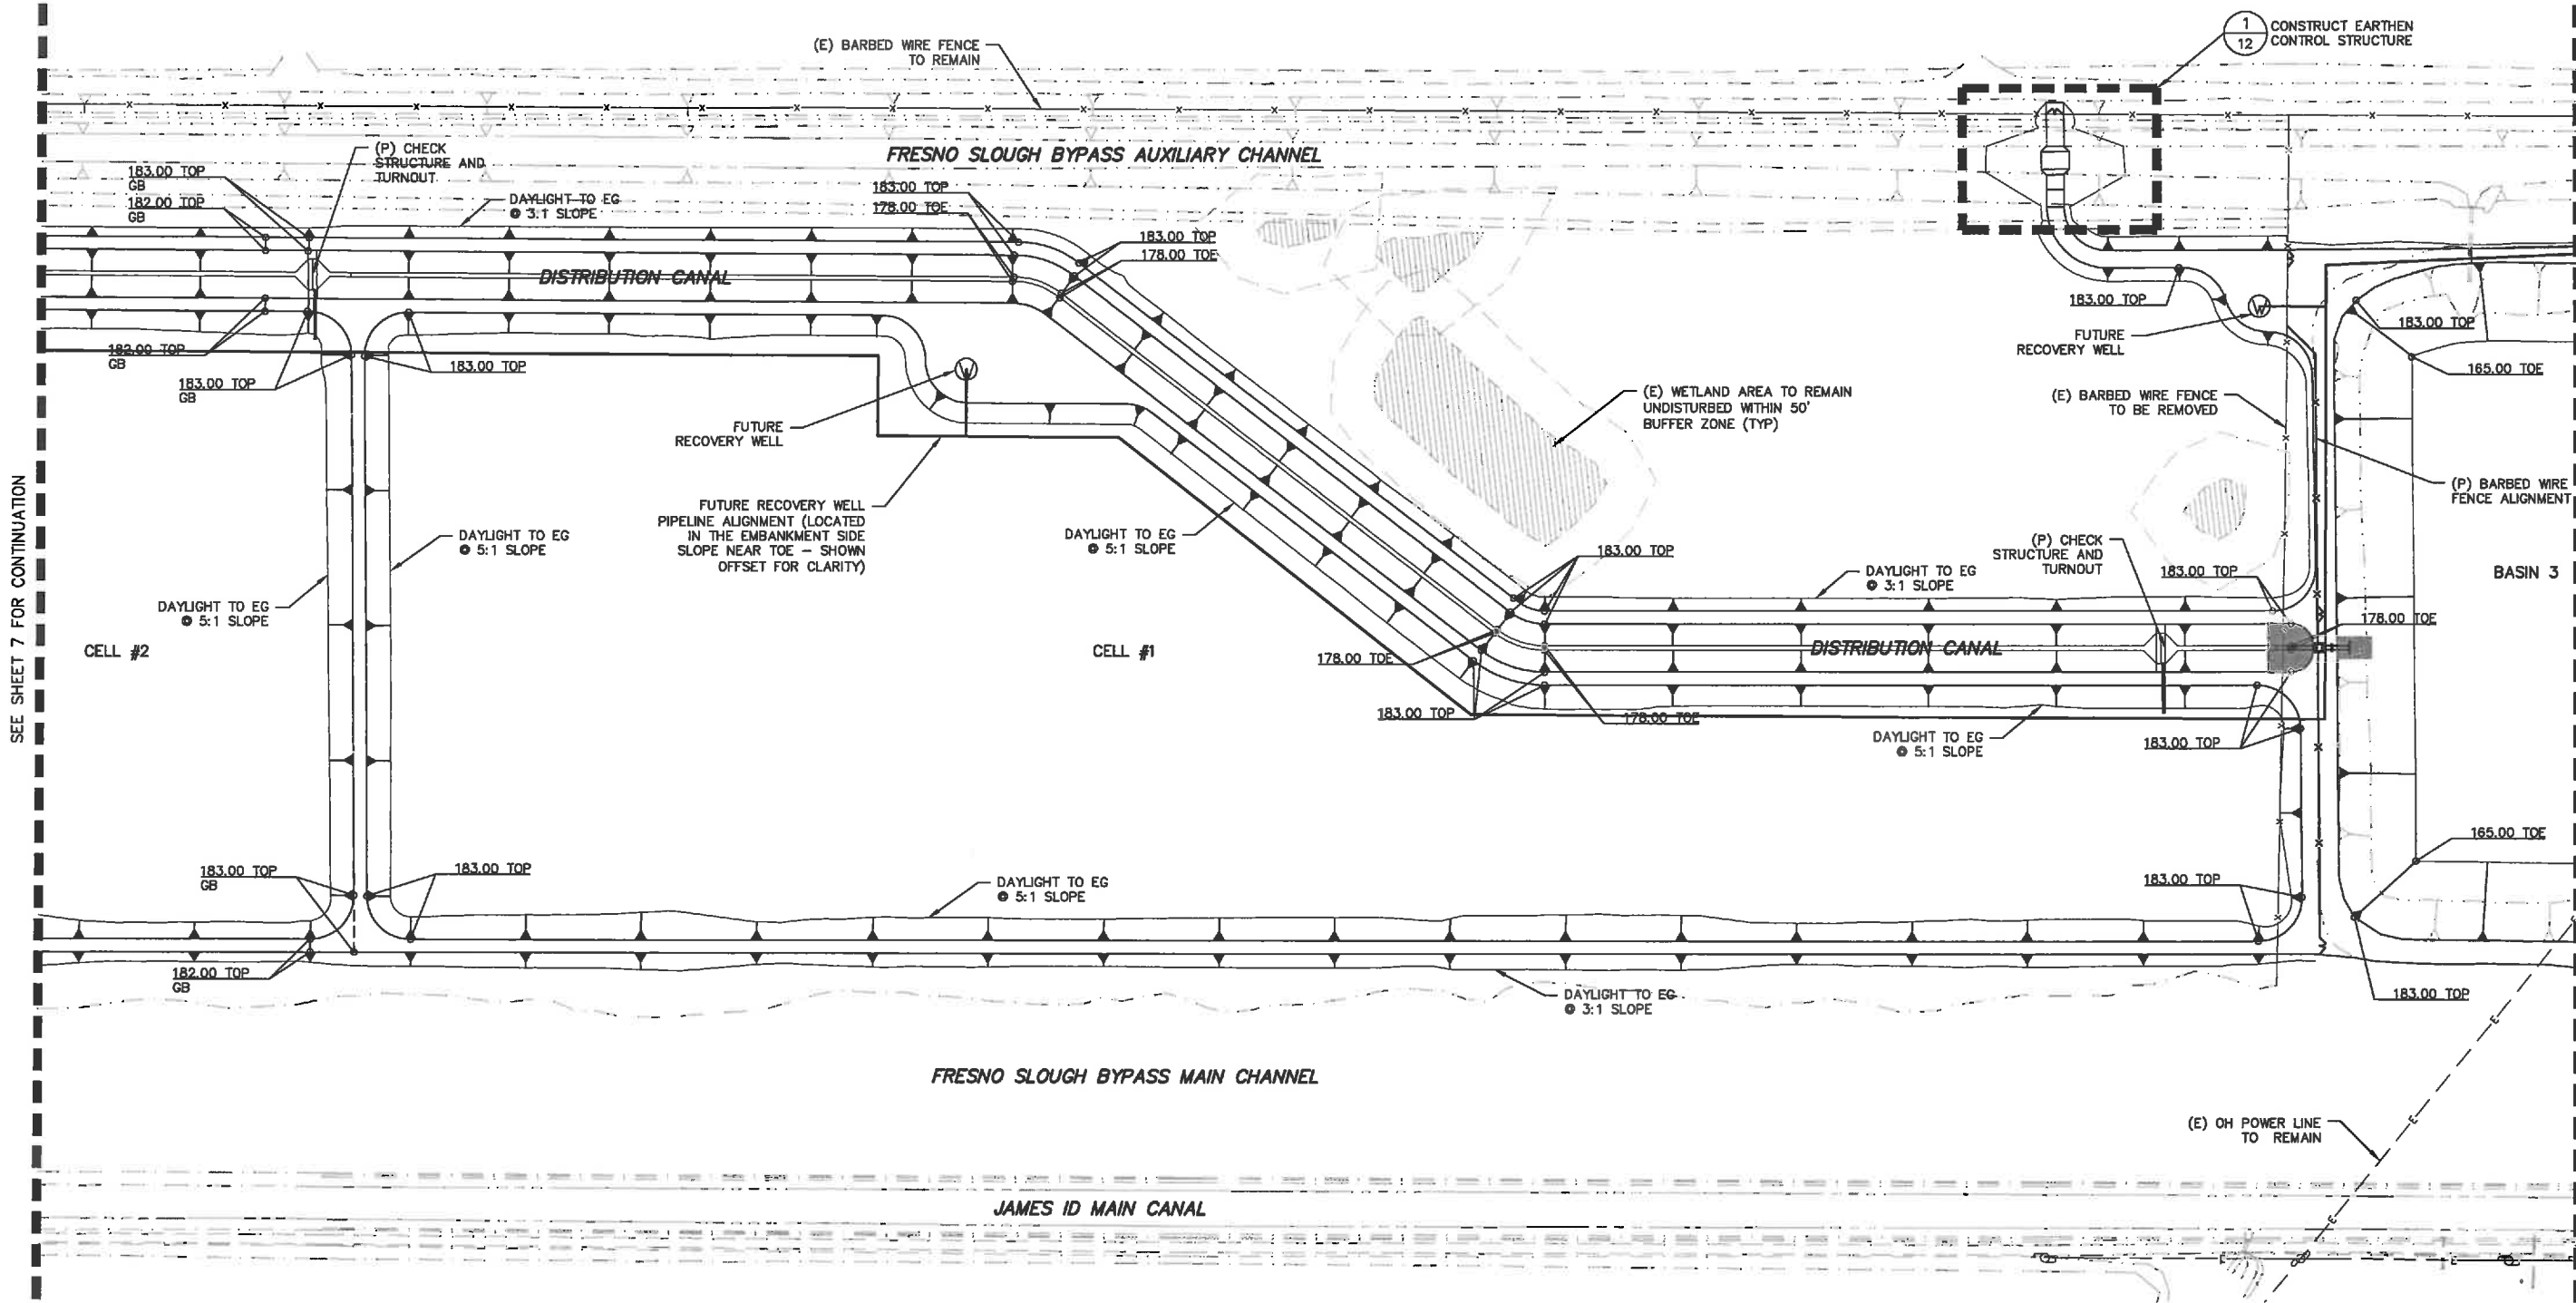 1
12
CONSTRUCT EARTHEN
CONTROL STRUCTURE
(E) BARBED WIRE FENCE
TO REMAIN
(P) CHECK
STRUCTURE AND
TURNOUT
FRESNO SLOUGH BYPASS AUXILIARY CHANNEL
183.00 TOP
GB
182.00 TOP
GB
DAYLIGHT TO EG
@ 3:1 SLOPE
183.00 TOP
178.00 TOE
183.00 TOP
178.00 TOE
DISTRIBUTION CANAL
182.00 TOP
GB
183.00 TOP
GB
183.00 TOP
183.00 TOP
W
FUTURE
RECOVERY WELL
183.00 TOP
165.00 TOE
W
FUTURE
RECOVERY WELL
(E) WETLAND AREA TO REMAIN
UNDISTURBED WITHIN 50'
BUFFER ZONE (TYP)
(E) BARBED WIRE FENCE
TO BE REMOVED
(P) BARBED WIRE
FENCE ALIGNMENT
SEE SHEET 7 FOR CONTINUATION
FUTURE RECOVERY WELL
PIPELINE ALIGNMENT (LOCATED
IN THE EMBANKMENT SIDE
SLOPE NEAR TOE – SHOWN
OFFSET FOR CLARITY)
DAYLIGHT TO EG
@ 5:1 SLOPE
DAYLIGHT TO EG
@ 5:1 SLOPE
DAYLIGHT TO EG
@ 5:1 SLOPE
183.00 TOP
DAYLIGHT TO EG
@ 3:1 SLOPE
(P) CHECK
STRUCTURE AND
TURNOUT
183.00 TOP
BASIN 3
178.00 TOE
CELL #2
CELL #1
178.00 TOE
DISTRIBUTION CANAL
183.00 TOP
178.00 TOE
DAYLIGHT TO EG
@ 5:1 SLOPE
183.00 TOP
165.00 TOE
183.00 TOP
GB
183.00 TOP
DAYLIGHT TO EG
@ 5:1 SLOPE
183.00 TOP
182.00 TOP
GB
DAYLIGHT TO EG
@ 3:1 SLOPE
183.00 TOP
FRESNO SLOUGH BYPASS MAIN CHANNEL
(E) OH POWER LINE
TO REMAIN
JAMES ID MAIN CANAL